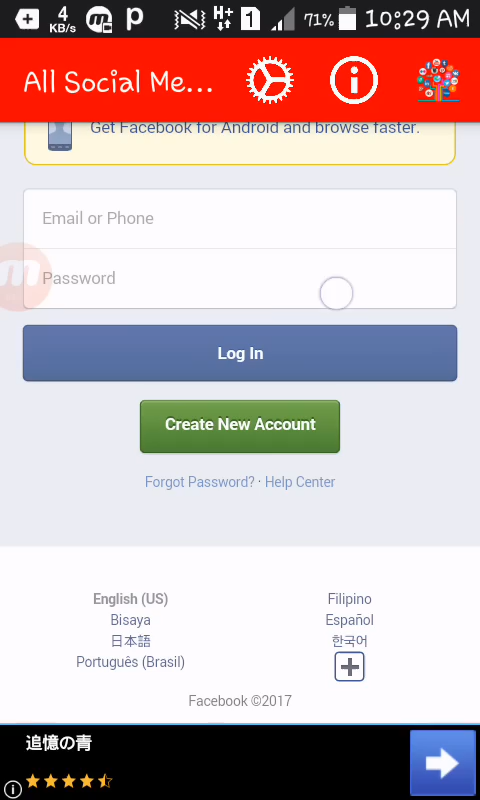 4
KB/s
H+
1
71%
10:29 AM
All Social Me...
Get Facebook for Android and browse faster.
Email or Phone
Password
Log In
Create New Account
Forgot Password? · Help Center
English (US)
Filipino
Bisaya
Español
日本語
한국어
Português (Brasil)
Facebook ©2017
追憶の青